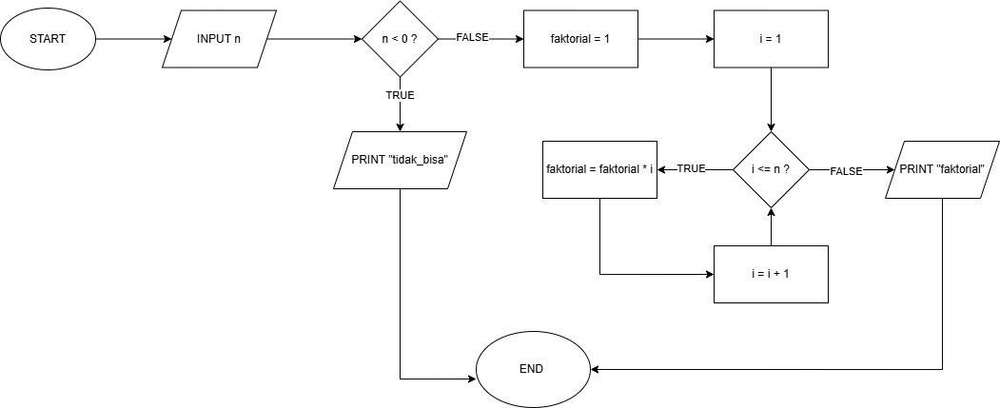 START
INPUT n
n < 0 ?
FALSE
faktorial = 1
i = 1
TRUE
PRINT "tidak_bisa"
faktorial = faktorial * i
TRUE
i <= n ?
FALSE
PRINT "faktorial"
i = i + 1
END